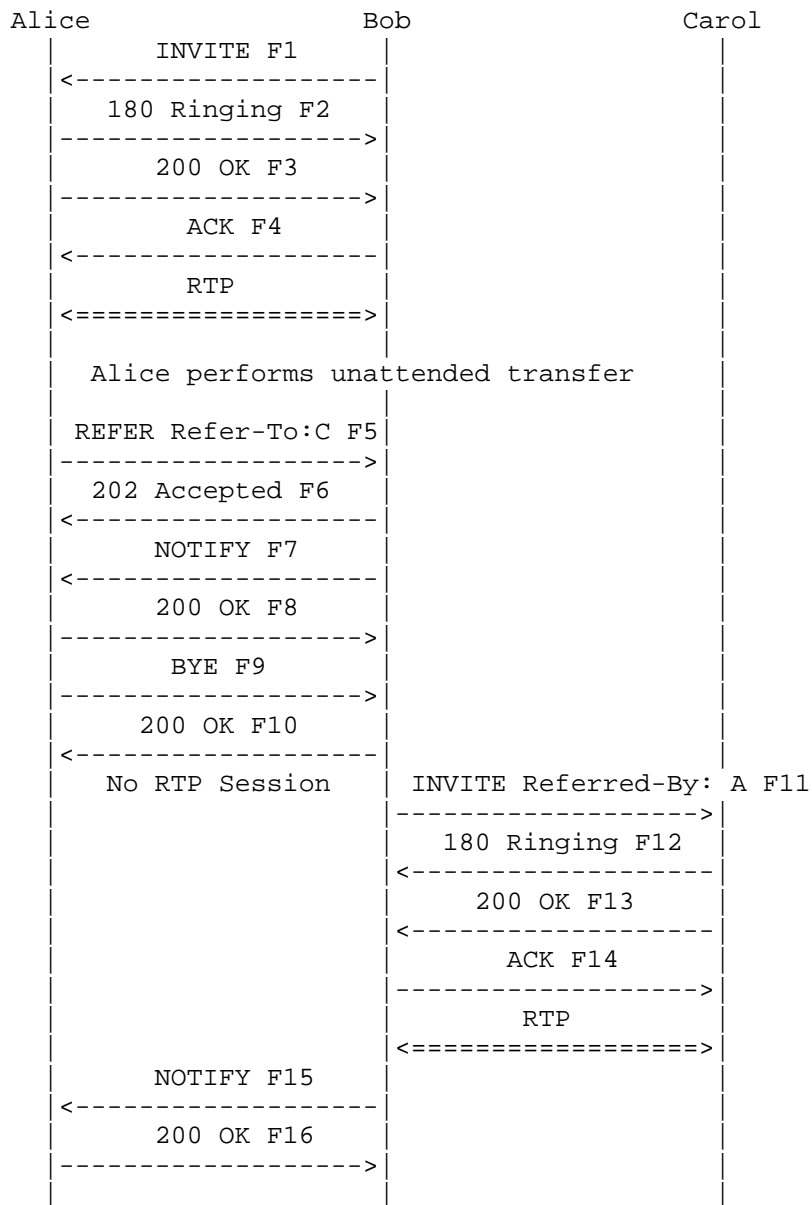 Alice Bob Carol
INVITE F1
180 Ringing F2
200 OK F3
ACK F4
RTP
Alice performs unattended transfer
REFER Refer-To:C F5
202 Accepted F6
NOTIFY F7
200 OK F8
BYE F9
200 OK F10
No RTP Session INVITE Referred-By: A F11
180 Ringing F12
200 OK F13
ACK F14
RTP
NOTIFY F15
200 OK F16